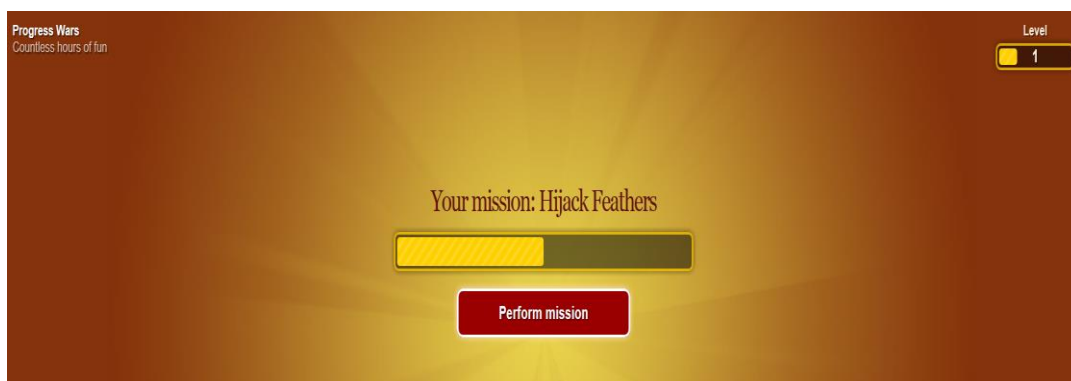 Progress Wars
Countless hours of fun
Level
1
Your mission: Hijack Feathers
Perform mission